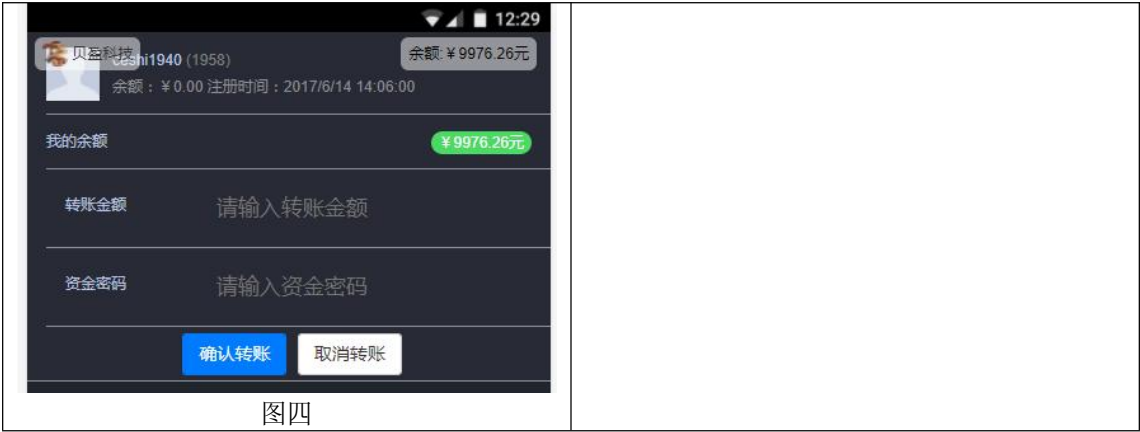 12:29
贝盈科技
余额:￥9976.26元
ceshi1940 (1958)
余额：￥0.00 注册时间：2017/6/14 14:06:00
我的余额
￥9976.26元
转账金额
请输入转账金额
资金密码
请输入资金密码
确认转账
取消转账
图四